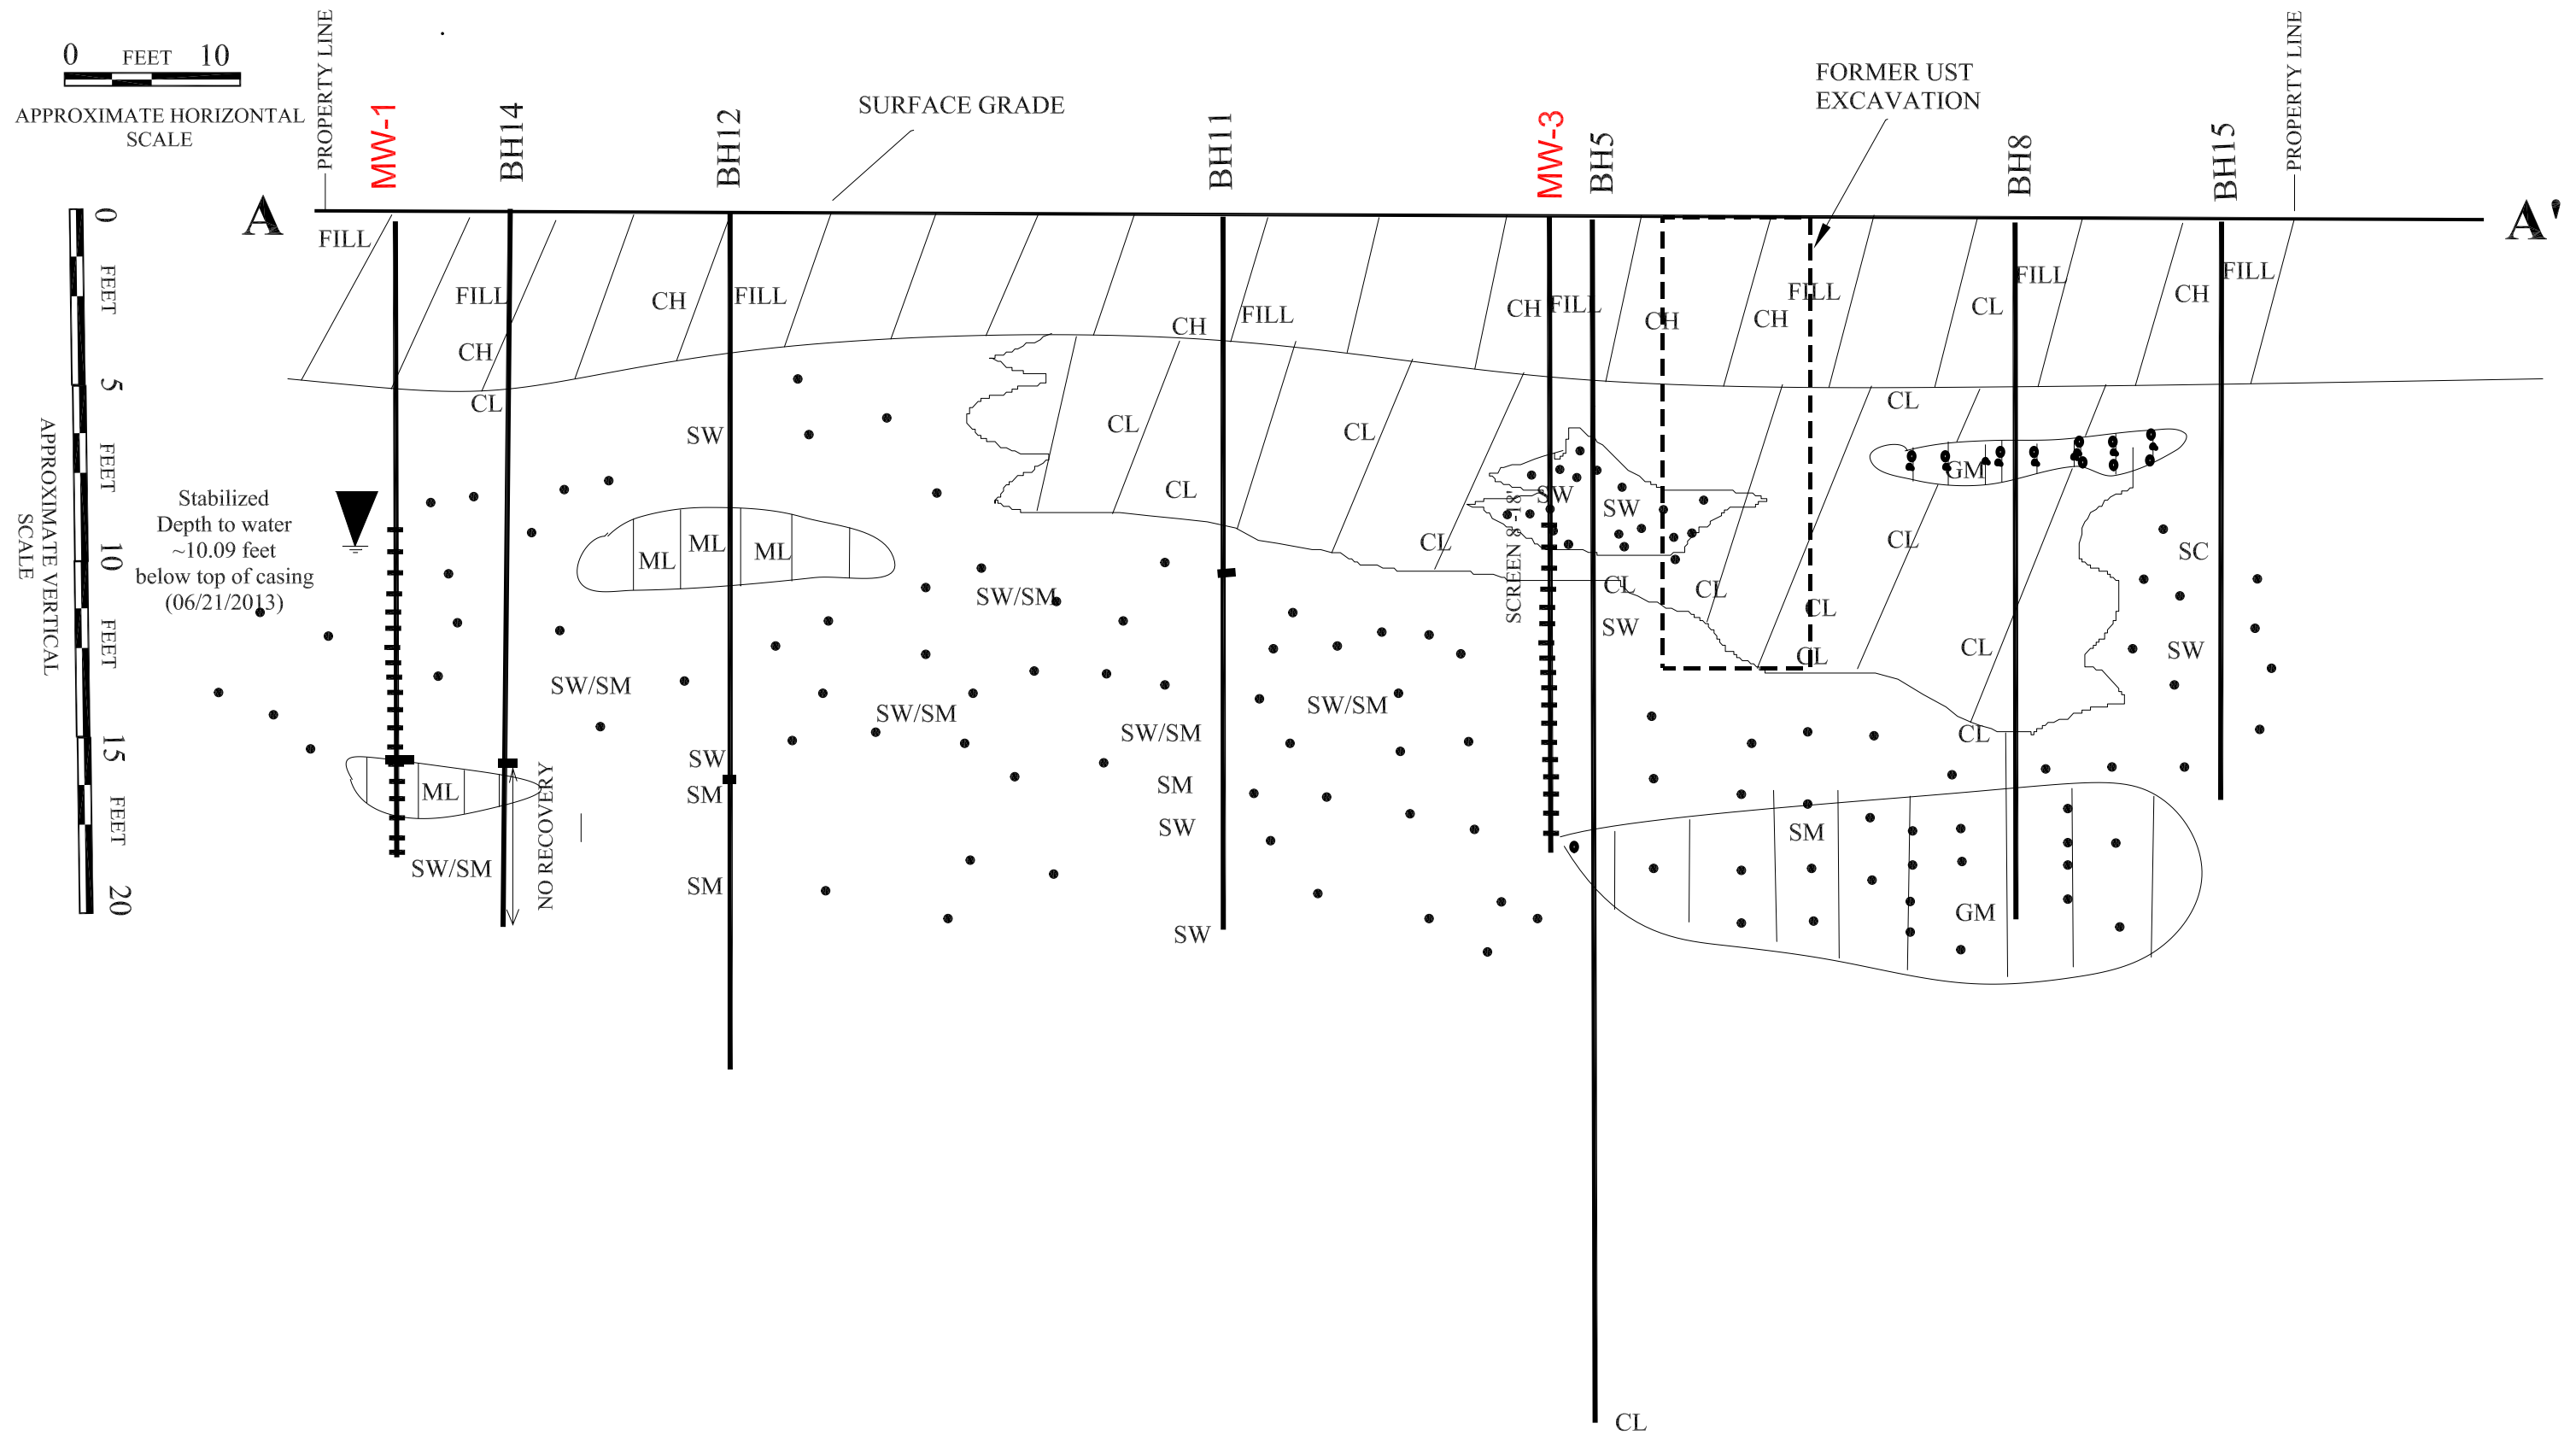 0 FEET 10
APPROXIMATE HORIZONTAL
SCALE
PROPERTY LINE
MW-1
BH14
BH12
SURFACE GRADE
BH11
MW-3
BH5
FORMER UST
EXCAVATION
BH8
BH15
PROPERTY LINE
A
A'
0
FEET
5
FEET
10
FEET
15
FEET
20
APPROXIMATE VERTICAL
SCALE
Stabilized
Depth to water
~10.09 feet
below top of casing
(06/21/2013)
FILL
FILL
CH
CH
FILL
CH
FILL
CH
FILL
CH
CH
FILL
CL
FILL
CH
FILL
CL
SW
CL
CL
CL
CL
CL
GM
SW
SW
SCREEN 8'-18'
ML
ML
ML
SW/SM
CL
CL
CL
CL
SC
SW
SW
CL
CL
SW/SM
SW/SM
SW/SM
SW/SM
SW
SM
SM
SM
SW
SW
CL
ML
NO RECOVERY
SW/SM
SM
GM
CL